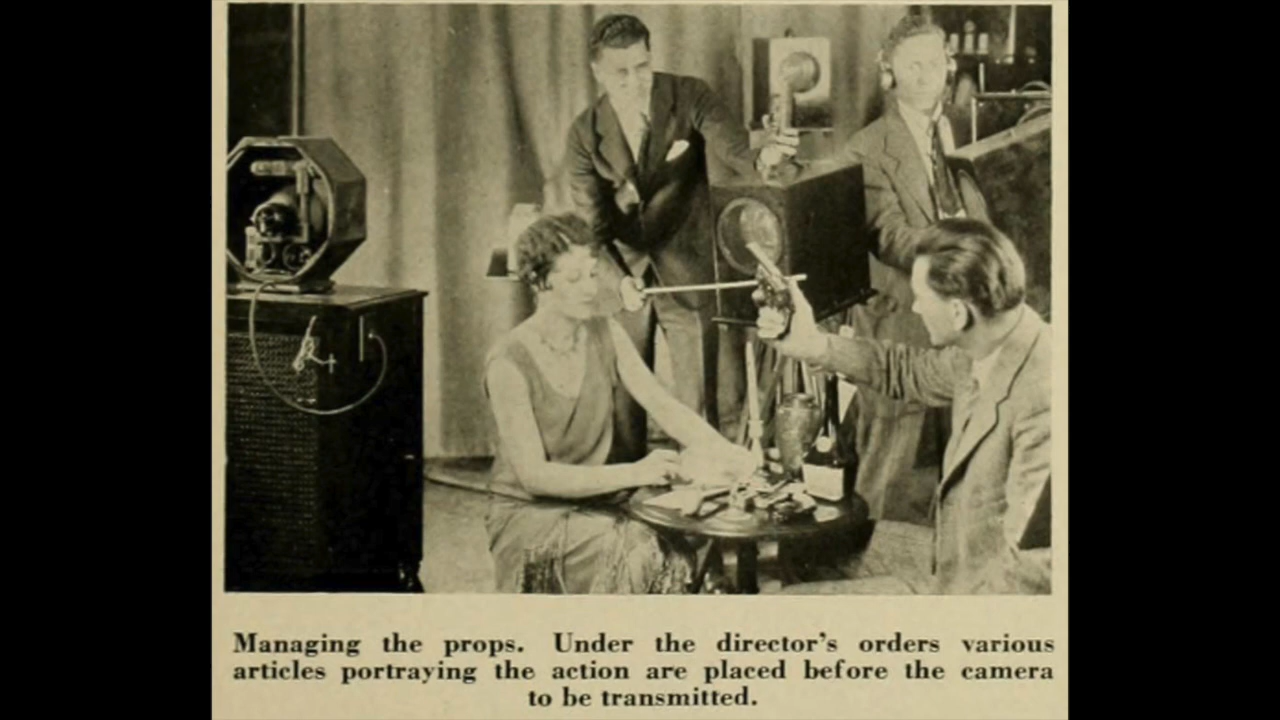 Managing the props. Under the director's orders various
articles portraying the action are placed before the camera
to be transmitted.